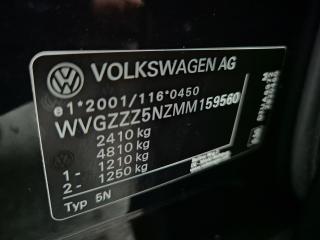 VOLKSWAGEN AG
e1*2001/116*0450
WVGZZZ5NZMM159560
2410 kg
4810 kg
1- 1210 kg
2- 1250 kg
Typ 5N